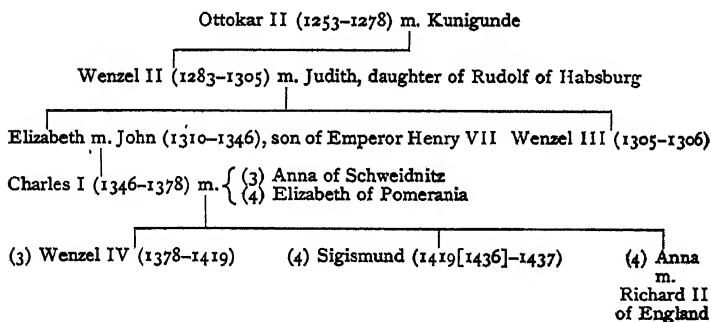 Ottokar II (1253–1278) m. Kunigunde
Wenzel II (1283–1305) m. Judith, daughter of Rudolf of Habsburg
Elizabeth m. John (1310–1346), son of Emperor Henry VII Wenzel III (1305–1306)
Charles I (1346–1378) m. { (3) Anna of Schweidnitz
(4) Elizabeth of Pomerania
(3) Wenzel IV (1378–1419) (4) Sigismund (1419[1436]–1437) (4) Anna
m.
Richard II
of England